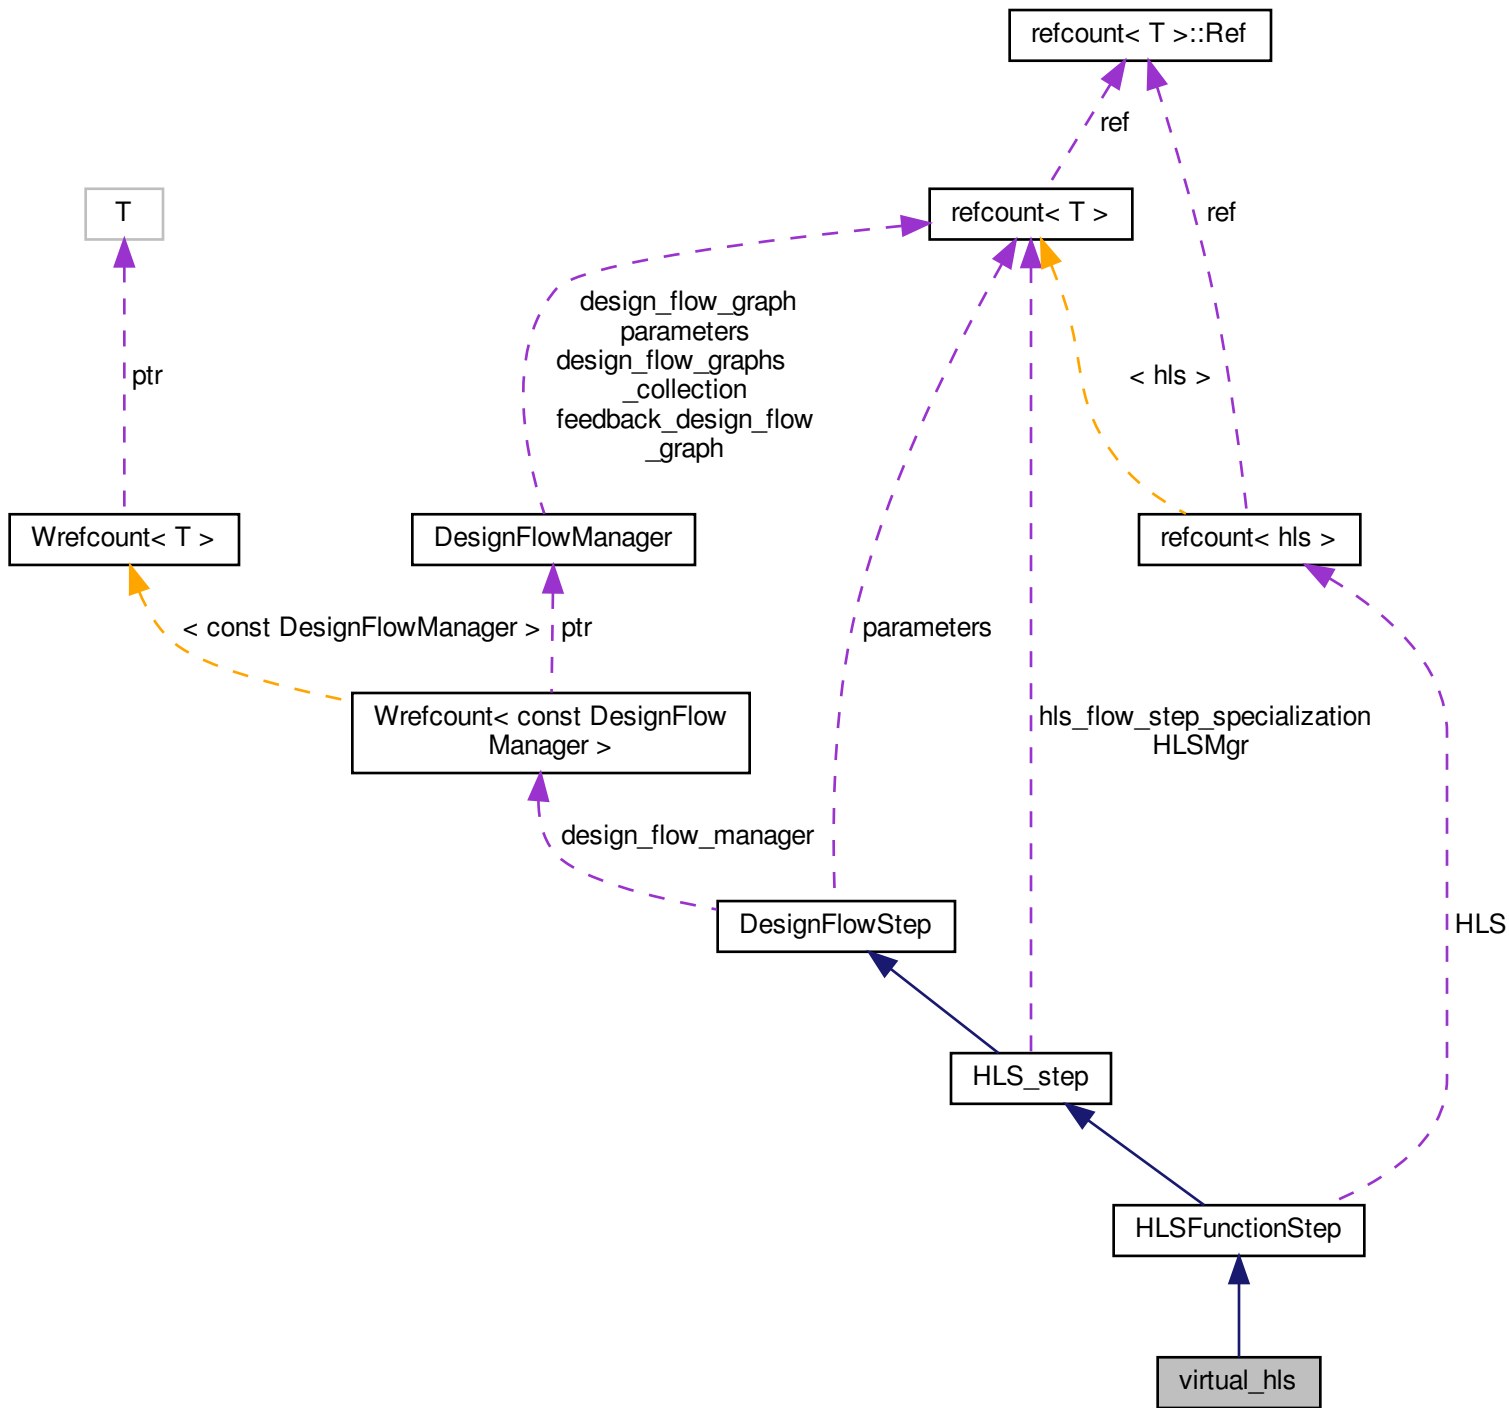 refcount< T >::Ref
ref
T
refcount< T >
ref
design_flow_graph
parameters
design_flow_graphs
_collection
feedback_design_flow
_graph
ptr
< hls >
Wrefcount< T >
DesignFlowManager
refcount< hls >
< const DesignFlowManager >
ptr
parameters
Wrefcount< const DesignFlow
Manager >
hls_flow_step_specialization
HLSMgr
design_flow_manager
DesignFlowStep
HLS
HLS_step
HLSFunctionStep
virtual_hls